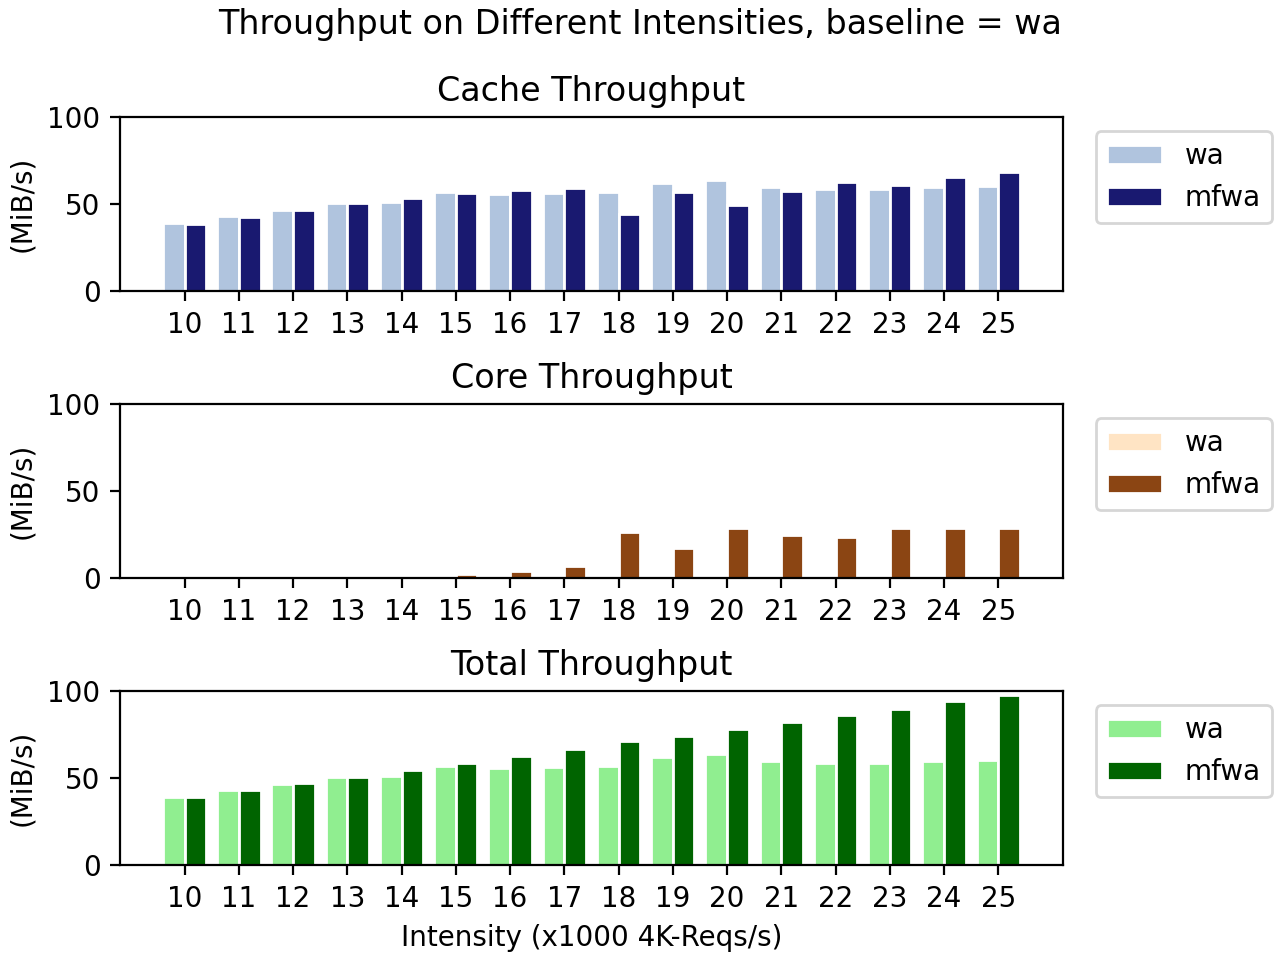 Throughput on Different Intensities, baseline = wa
Cache Throughput
100
50
0
(MiB/s)
10 11 12 13 14 15 16 17 18 19 20 21 22 23 24 25
wa
mfwa
Core Throughput
100
50
0
(MiB/s)
10 11 12 13 14 15 16 17 18 19 20 21 22 23 24 25
wa
mfwa
Total Throughput
100
50
0
(MiB/s)
10 11 12 13 14 15 16 17 18 19 20 21 22 23 24 25
Intensity (x1000 4K-Reqs/s)
wa
mfwa